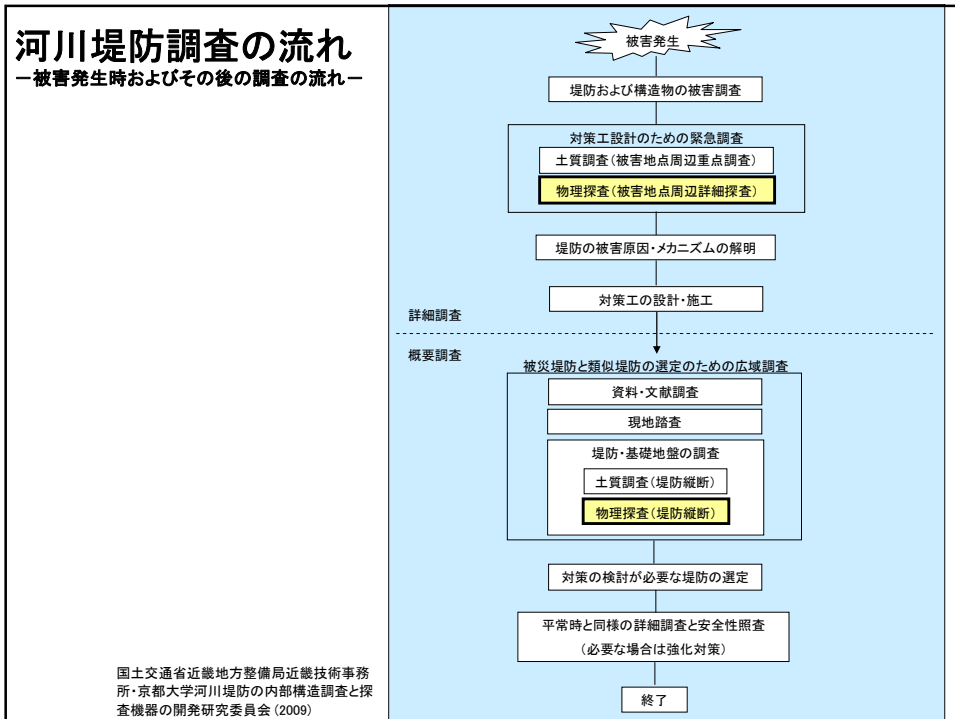 河川堤防調査の流れ
－被害発生時およびその後の調査の流れ－
被害発生
堤防および構造物の被害調査
対策工設計のための緊急調査
土質調査(被害地点周辺重点調査)
物理探査(被害地点周辺詳細探査)
堤防の被害原因・メカニズムの解明
対策工の設計・施工
詳細調査
概要調査
被災堤防と類似堤防の選定のための広域調査
資料・文献調査
現地踏査
堤防・基礎地盤の調査
土質調査(堤防縦断)
物理探査(堤防縦断)
対策の検討が必要な堤防の選定
平常時と同様の詳細調査と安全性照査
(必要な場合は強化対策)
終了
国土交通省近畿地方整備局近畿技術事務
所・京都大学河川堤防の内部構造調査と探
査機器の開発研究委員会(2009)